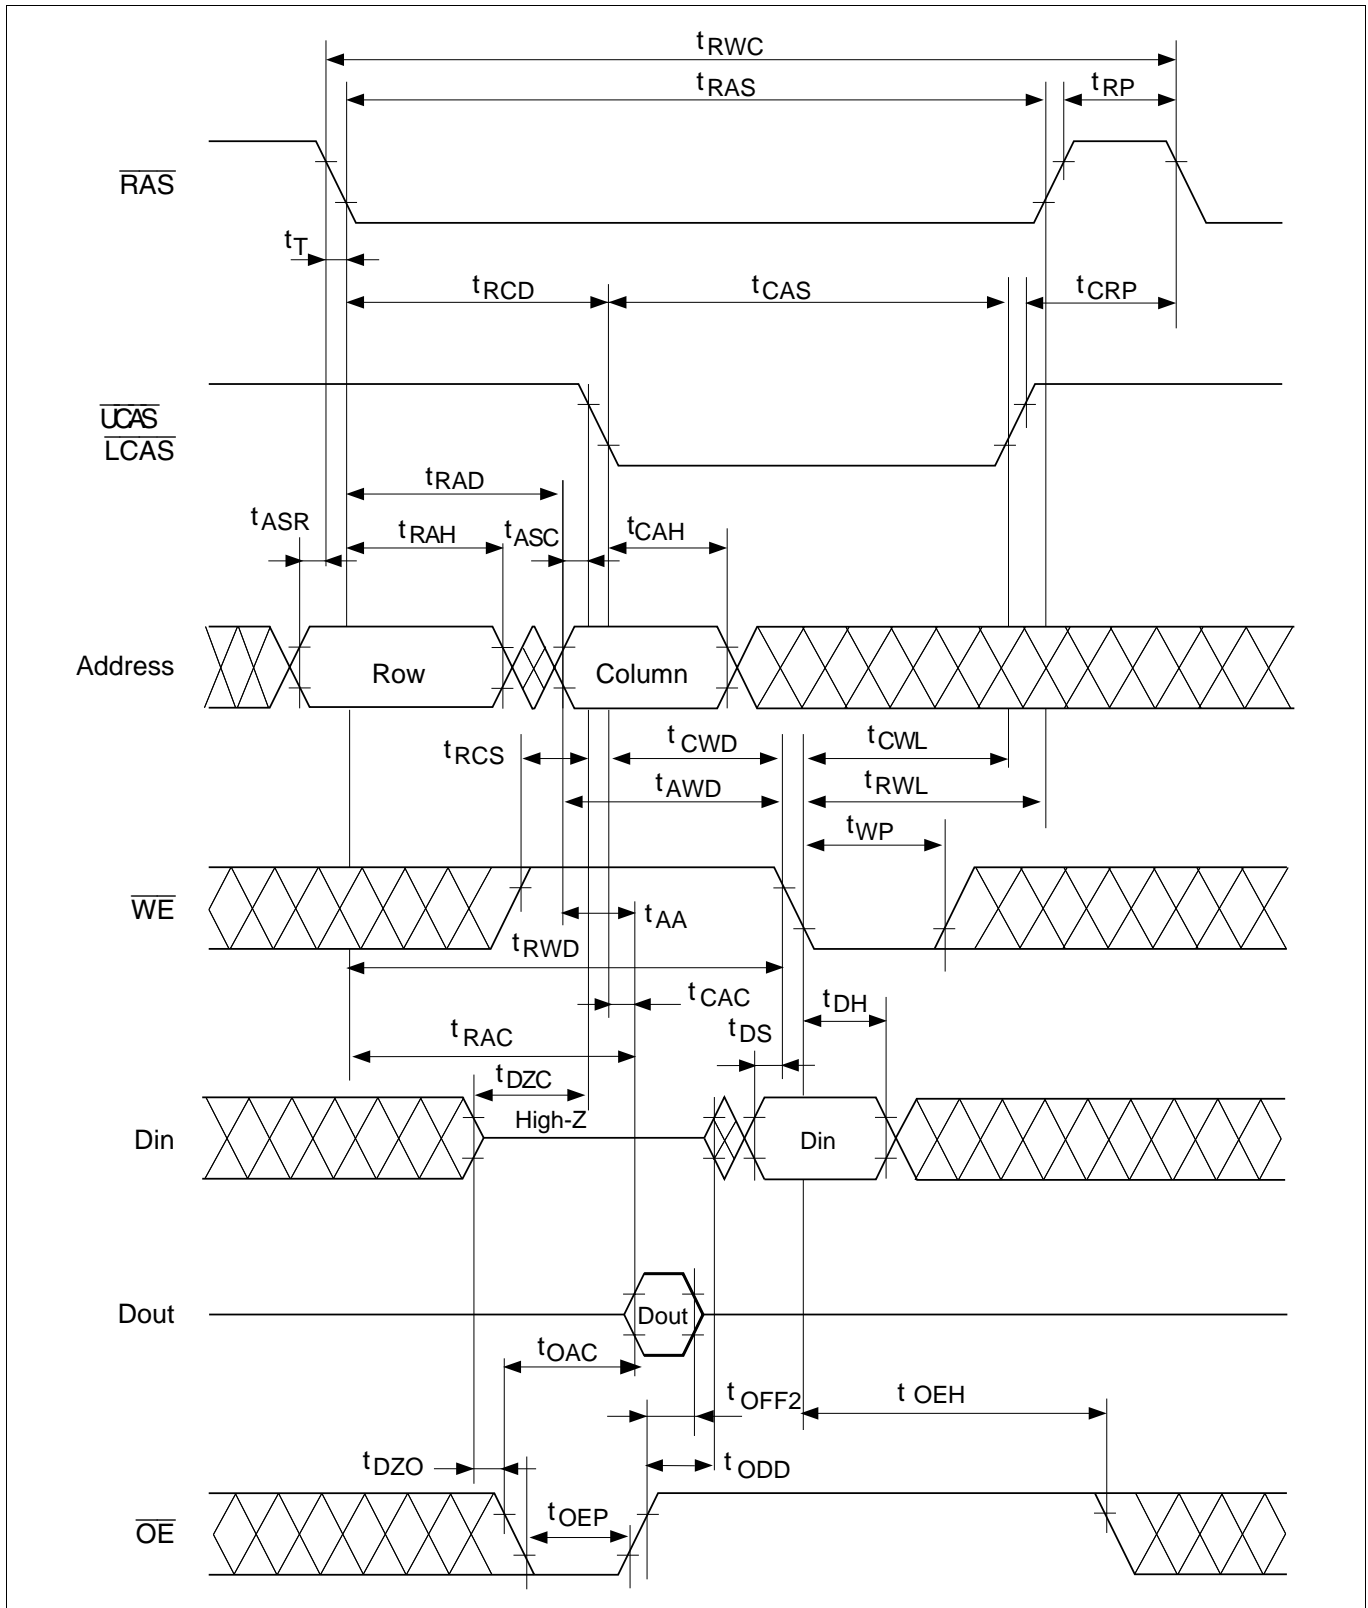 tRWC
tRAS
tRP
RAS
tT
tRCD
tCAS
tCRP
UCAS
LCAS
tRAD
tASR
tRAH
tASC
tCAH
Address
Row
Column
tRCS
tCWD
tCWL
tAWD
tRWL
tWP
WE
tAA
tRWD
tCAC
tDH
tRAC
tDS
tDZC
High-Z
Din
Din
Dout
Dout
tOAC
tOFF2
tOEH
tDZO
tODD
tOEP
OE